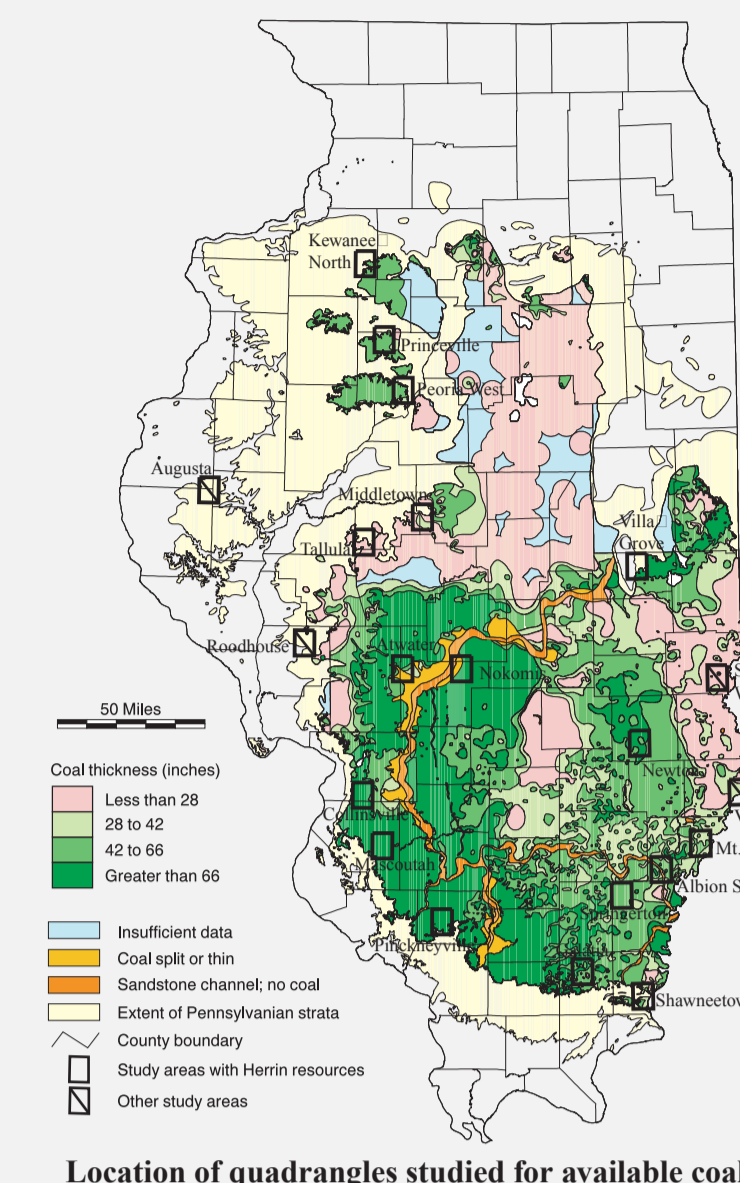 Kewanee
North
Princeville
Peoria West
Augusta
Middletown
Tallula
Villa
Grove
Roodhouse
Atwater
Nokomis
50 Miles
Newton
Coal thickness (inches)
Less than 28
28 to 42
42 to 66
Greater than 66
Collinsville
Mascoutah
Mt.
Albion S
Springerton
Pinckneyville
Shawneetow
Insufficient data
Coal split or thin
Sandstone channel; no coal
Extent of Pennsylvanian strata
County boundary
Study areas with Herrin resources
Other study areas
Location of quadrangles studied for available coal